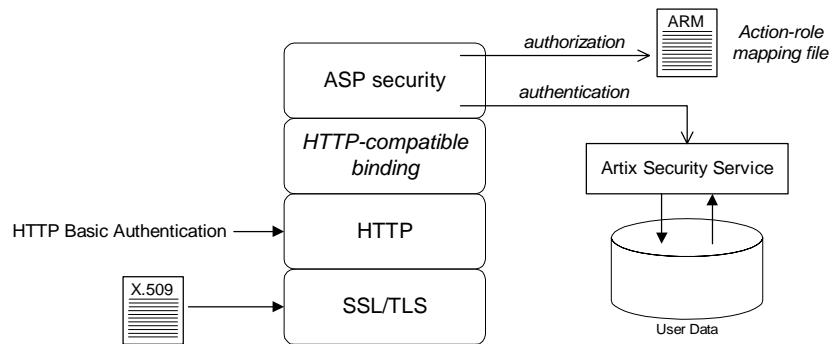 authorization
ARM
Action-role
mapping file
ASP security
authentication
HTTP-compatible
binding
Artix Security Service
HTTP Basic Authentication
HTTP
X.509
SSL/TLS
User Data